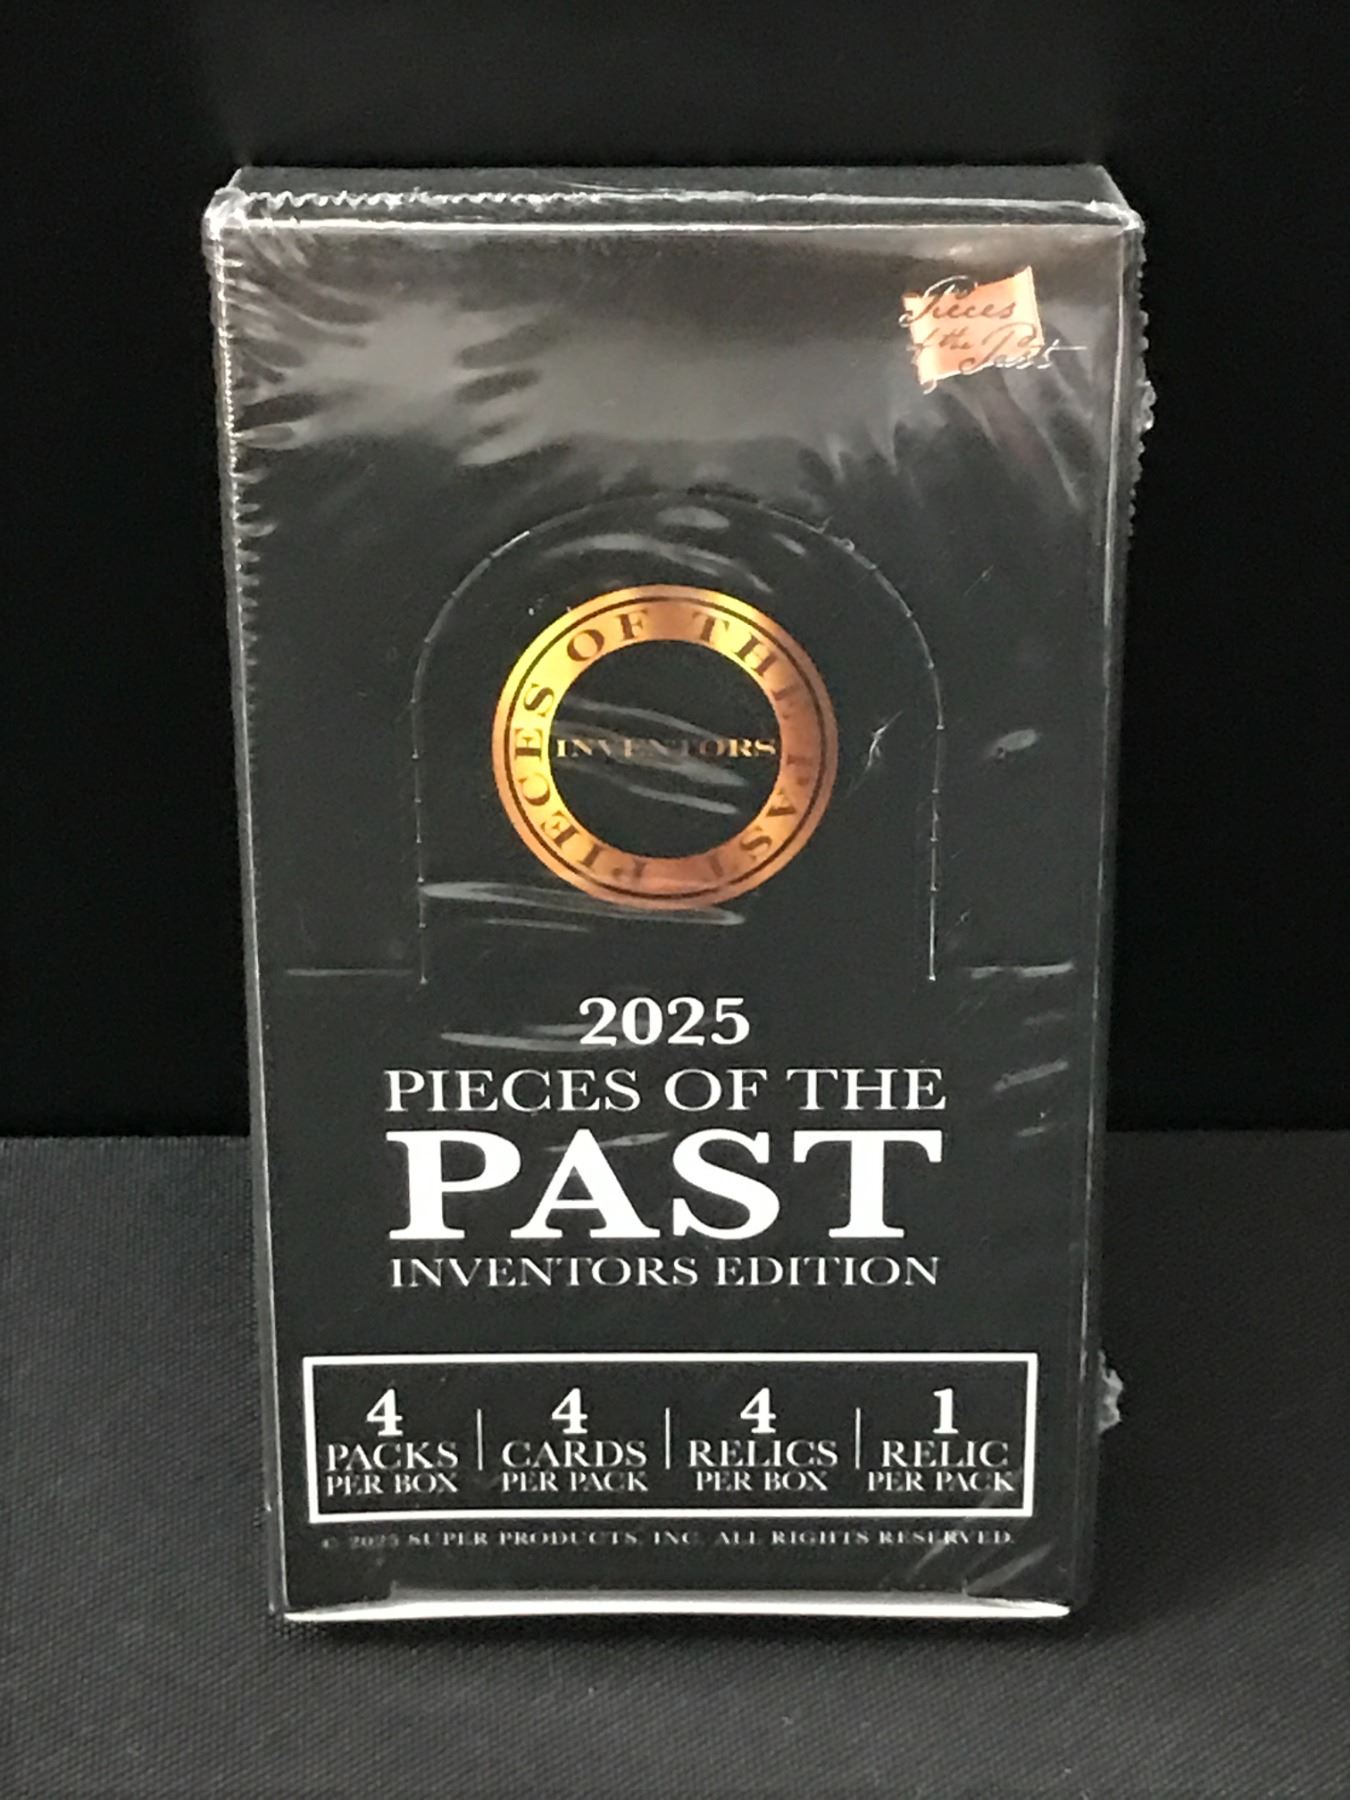 Pieces
of the Past
PIECES OF THE PAST
INVENTORS
2025
PIECES OF THE
PAST
INVENTORS EDITION
4 4 4 1
PACKS CARDS RELICS RELIC
PER BOX PER PACK PER BOX PER PACK
© 2025 SUPER PRODUCTS, INC. ALL RIGHTS RESERVED.